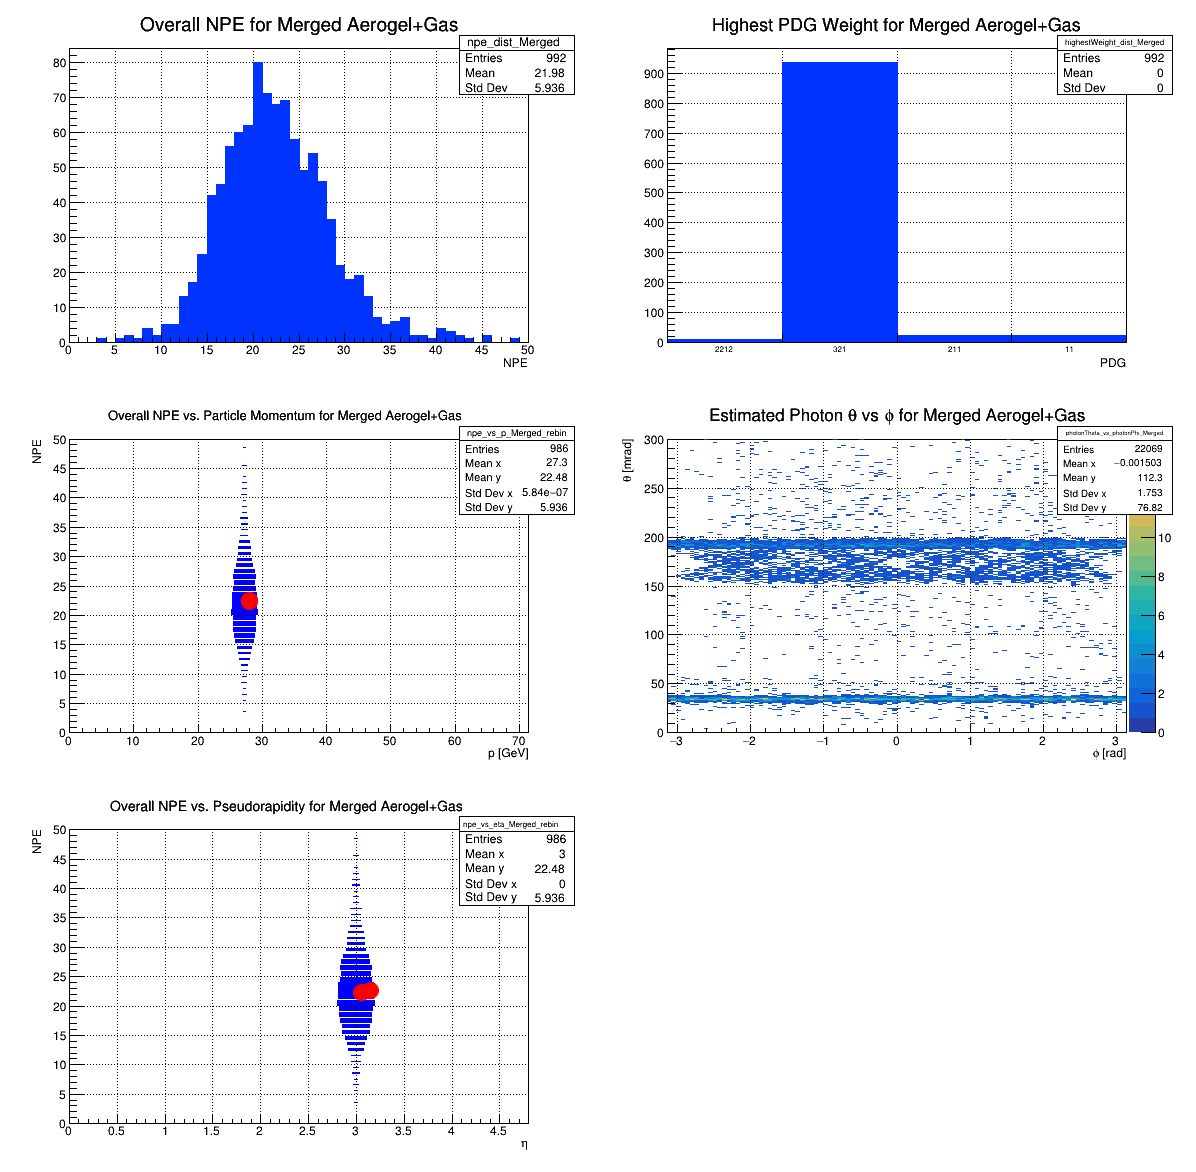 Overall NPE for Merged Aerogel+Gas
npe_dist_Merged
Entries 992
Mean 21.98
Std Dev 5.936
80
70
60
50
40
30
20
10
0
0 5 10 15 20 25 30 35 40 45 50
NPE
Highest PDG Weight for Merged Aerogel+Gas
highestWeight_dist_Merged
Entries 992
Mean 0
Std Dev 0
900
800
700
600
500
400
300
200
100
0
2212 321 211 11
PDG
Overall NPE vs. Particle Momentum for Merged Aerogel+Gas
npe_vs_p_Merged_rebin
Entries 986
Mean x 27.3
Mean y 22.48
Std Dev x 5.84e−07
Std Dev y 5.936
NPE
50
45
40
35
30
25
20
15
10
5
0
0 10 20 30 40 50 60 70
p [GeV]
Estimated Photon θ vs ϕ for Merged Aerogel+Gas
photonTheta_vs_photonPhi_Merged
Entries 22069
Mean x −0.001503
Mean y 112.3
Std Dev x 1.753
Std Dev y 76.82
θ [mrad]
300
250
200
150
100
50
0
−3 −2 −1 0 1 2 3
ϕ [rad]
10
8
6
4
2
0
Overall NPE vs. Pseudorapidity for Merged Aerogel+Gas
npe_vs_eta_Merged_rebin
Entries 986
Mean x 3
Mean y 22.48
Std Dev x 0
Std Dev y 5.936
NPE
50
45
40
35
30
25
20
15
10
5
0
0 0.5 1 1.5 2 2.5 3 3.5 4 4.5
η